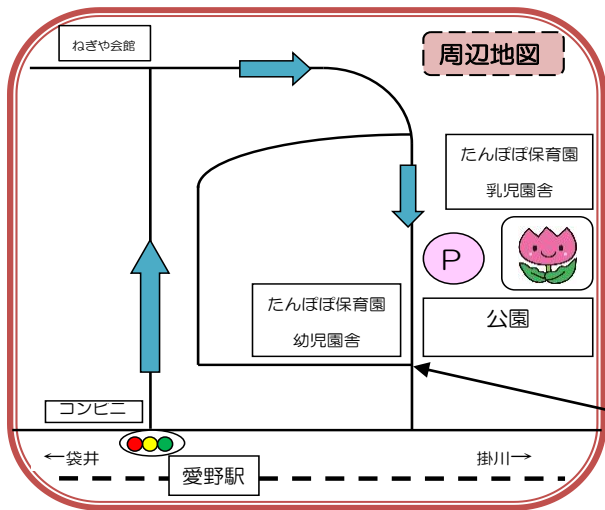 ねぎや会館
周辺地図
たんぽぽ保育園
乳児園舎
P
たんぽぽ保育園
幼児園舎
公園
コンビニ
←袋井
掛川→
愛野駅